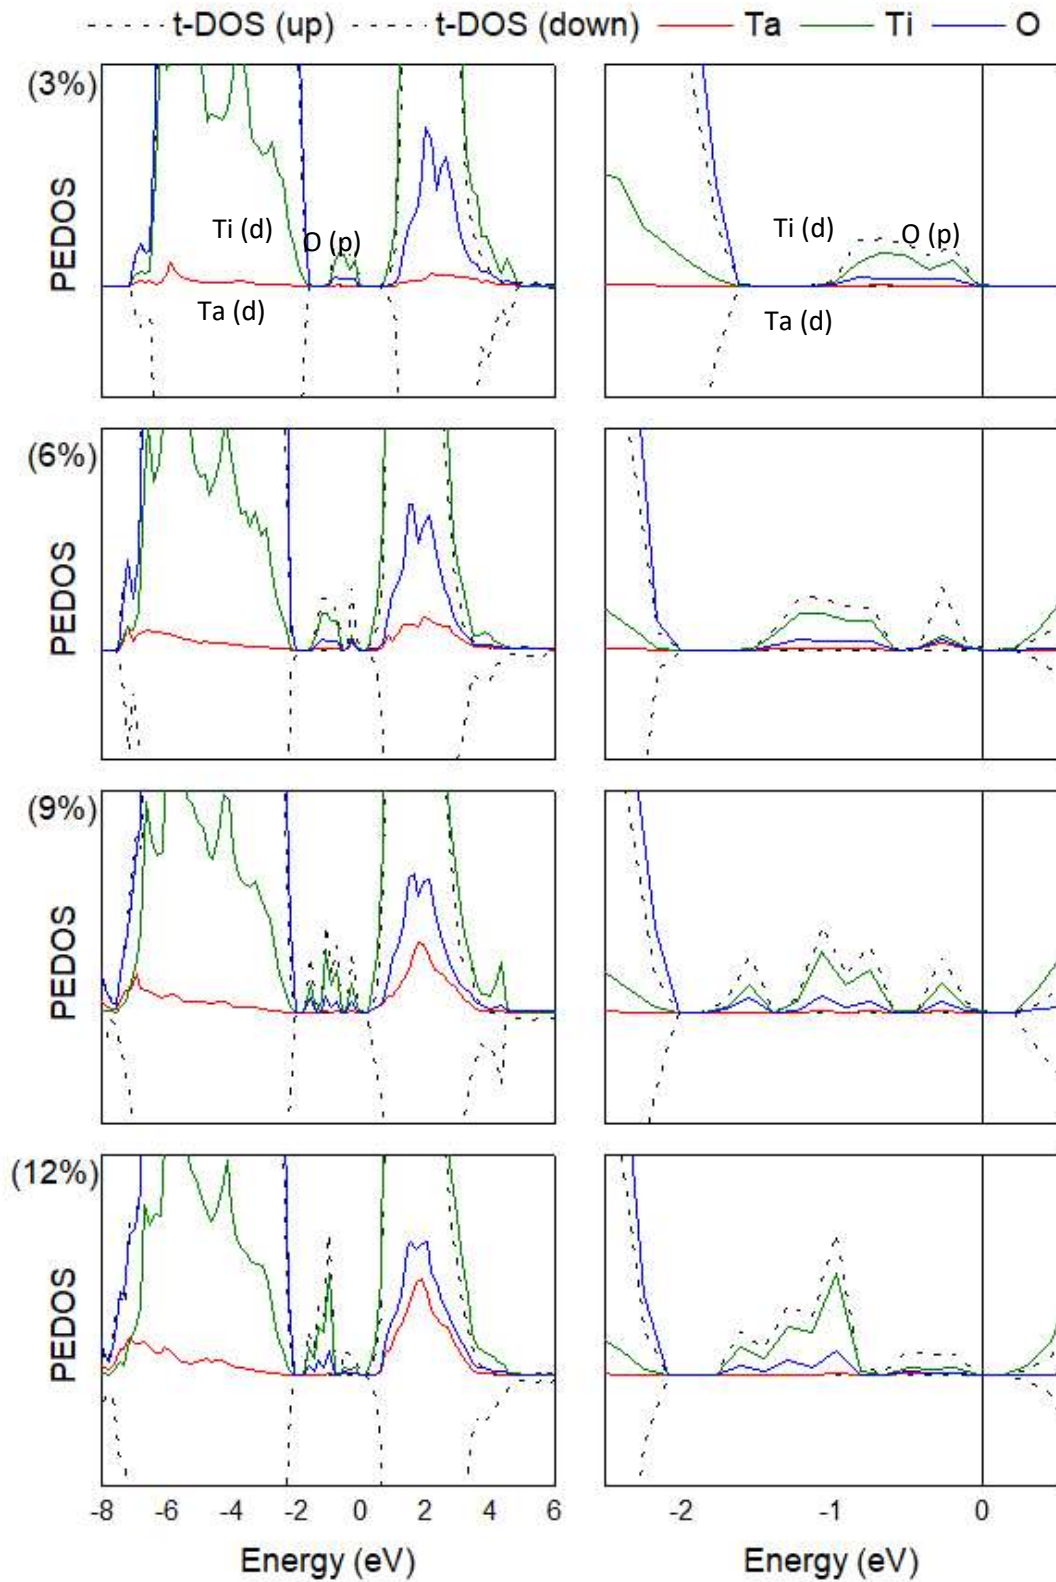 t-DOS (up) t-DOS (down) Ta Ti O
(3%)
PEDOS
Ti (d)
O (p)
Ta (d)
Ti (d)
O (p)
Ta (d)
(6%)
PEDOS
(9%)
PEDOS
(12%)
PEDOS
-8 -6 -4 -2 0 2 4 6
-2 -1 0
Energy (eV)
Energy (eV)